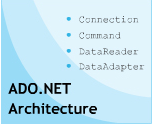 Connection
Command
DataReader
DataAdapter
ADO.NET
Architecture